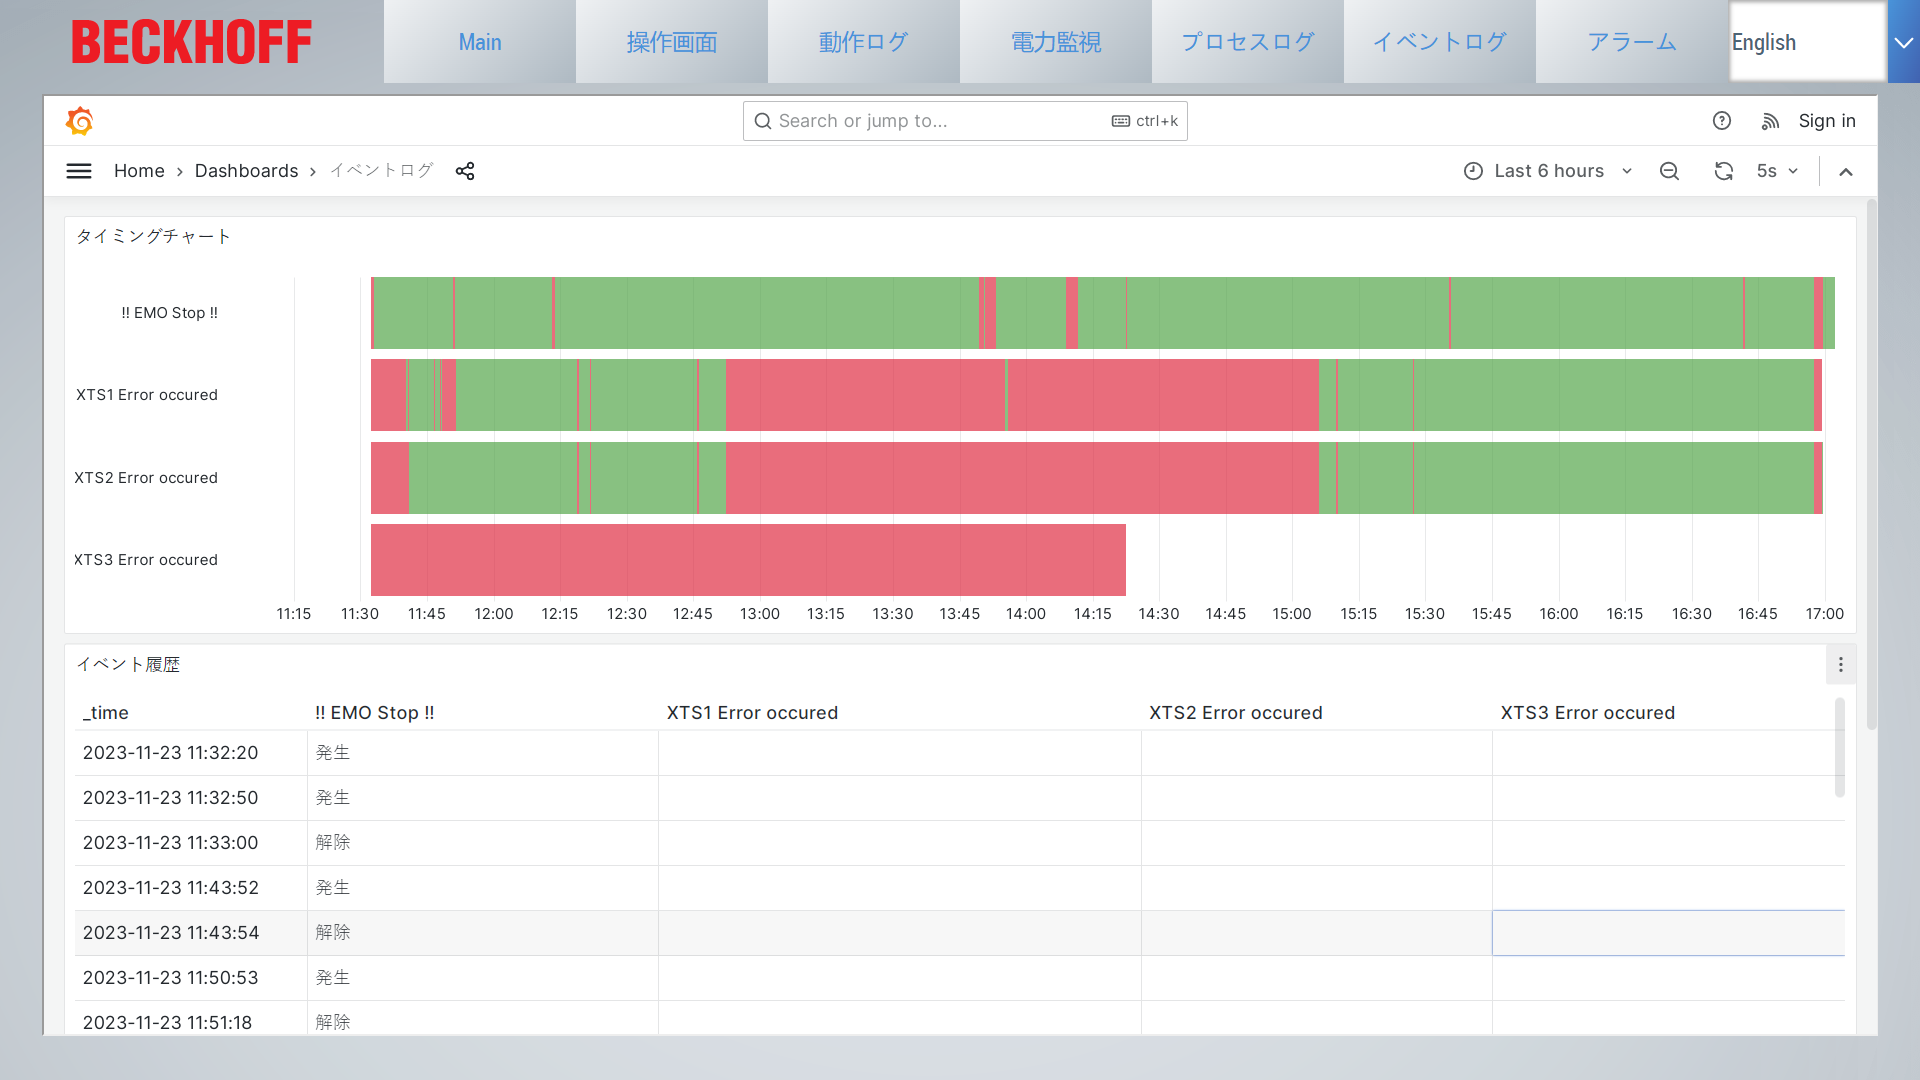 BECKHOFF
Main 操作画面 動作ログ 電力監視 プロセスログ イベントログ アラーム English
Search or jump to... ctrl+k Sign in
Home › Dashboards › イベントログ Last 6 hours 5s
タイミングチャート
!! EMO Stop !!
XTS1 Error occured
XTS2 Error occured
XTS3 Error occured
11:15 11:30 11:45 12:00 12:15 12:30 12:45 13:00 13:15 13:30 13:45 14:00 14:15 14:30 14:45 15:00 15:15 15:30 15:45 16:00 16:15 16:30 16:45 17:00
イベント履歴
_time !! EMO Stop !! XTS1 Error occured XTS2 Error occured XTS3 Error occured
2023-11-23 11:32:20 発生
2023-11-23 11:32:50 発生
2023-11-23 11:33:00 解除
2023-11-23 11:43:52 発生
2023-11-23 11:43:54 解除
2023-11-23 11:50:53 発生
2023-11-23 11:51:18 解除